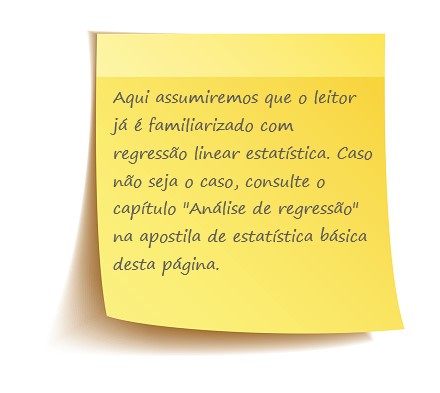 Aqui assumiremos que o leitor
já é familiarizado com
regressão linear estatística. Caso
não seja o caso, consulte o
capítulo "Análise de regressão"
na apostila de estatística básica
desta página.